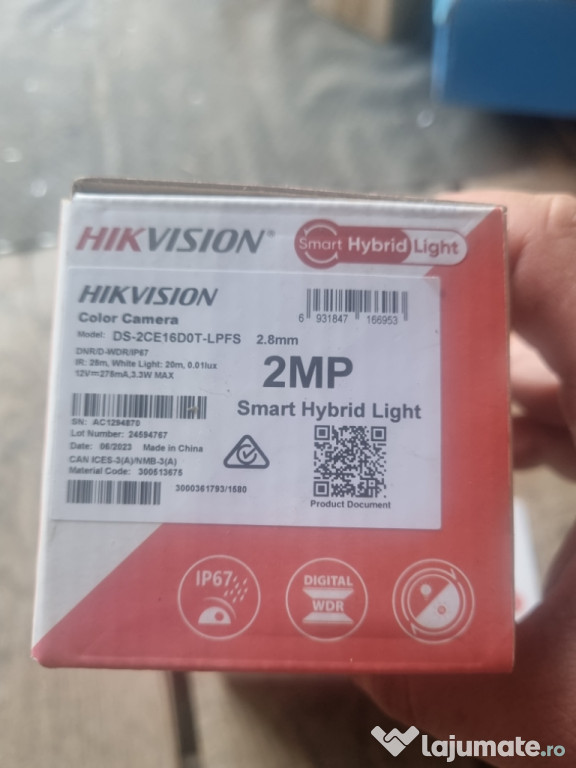 HIKVISION®
Smart Hybrid Light
HIKVISION
Color Camera
Model: DS-2CE16D0T-LPFS 2.8mm
DNR/D-WDR/IP67
IR: 25m, White Light: 20m, 0.01lux
12V⎓278mA,3.3W MAX
6 931847 166953
2MP
Smart Hybrid Light
SN: AC1294870
Lot Number: 24594767
Date: 06/2023 Made in China
CAN ICES-3(A)/NMB-3(A)
Material Code: 300513675
3000361793/1580
Product Document
IP67
DIGITAL
WDR
lajumate.ro